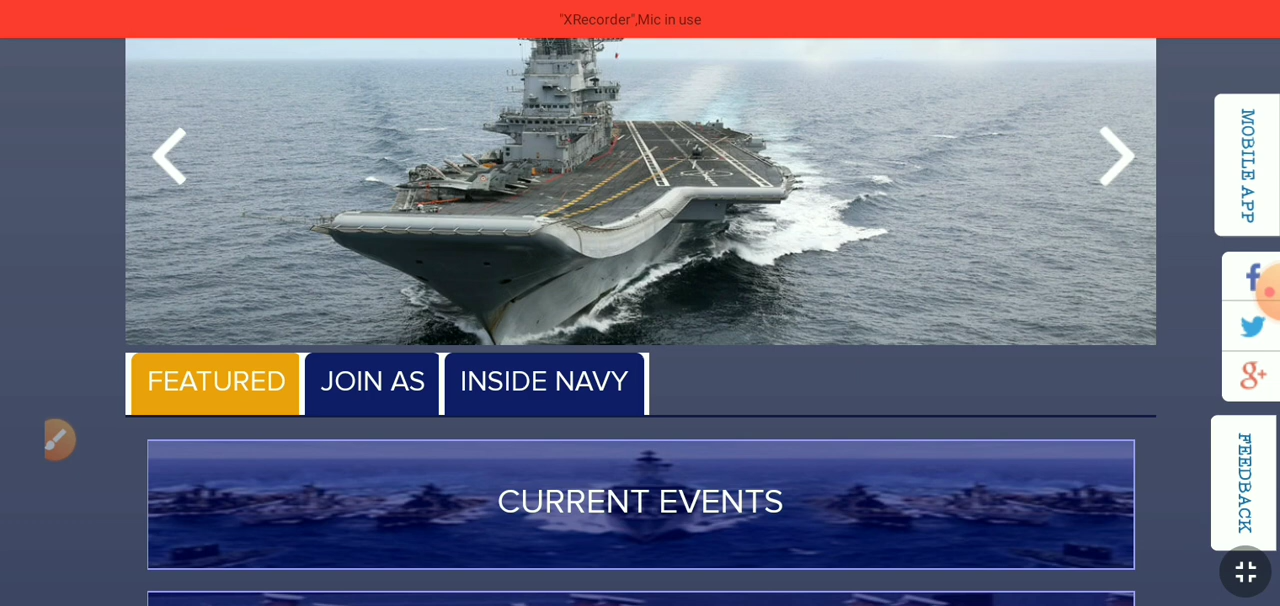 "XRecorder",Mic in use
MOBILE APP
f
g+
FEATURED
JOIN AS
INSIDE NAVY
FEEDBACK
CURRENT EVENTS